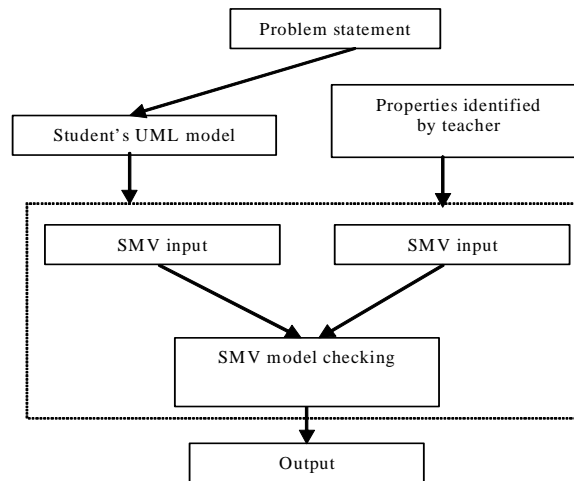 Problem statement
Properties identified
by teacher
Student's UML model
SMV input
SMV input
SMV model checking
Output